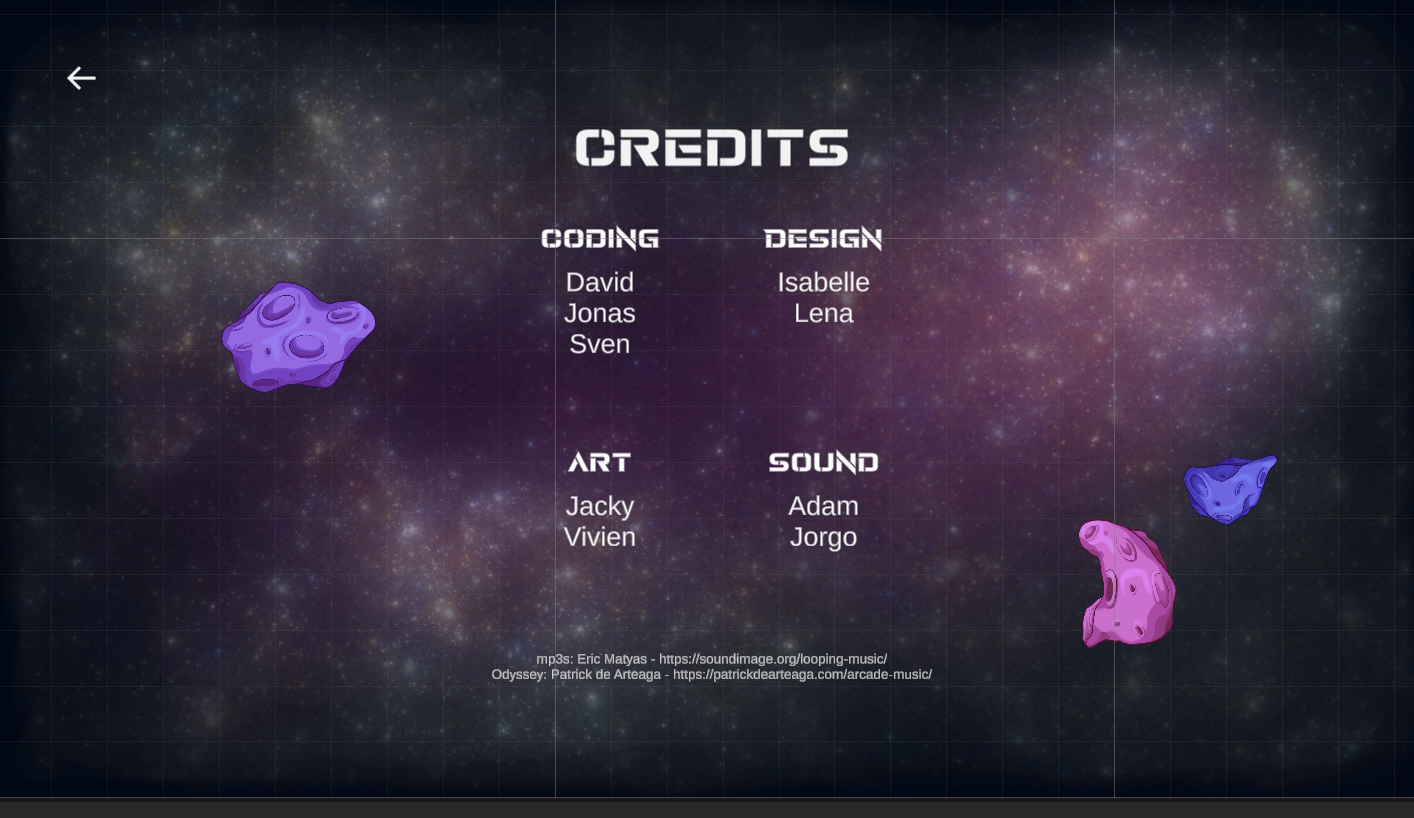 CREDITS
CODING
David
Jonas
Sven
DESIGN
Isabelle
Lena
ART
Jacky
Vivien
SOUND
Adam
Jorgo
mp3s: Eric Matyas - https://soundimage.org/looping-music/
Odyssey: Patrick de Arteaga - https://patrickdearteaga.com/arcade-music/